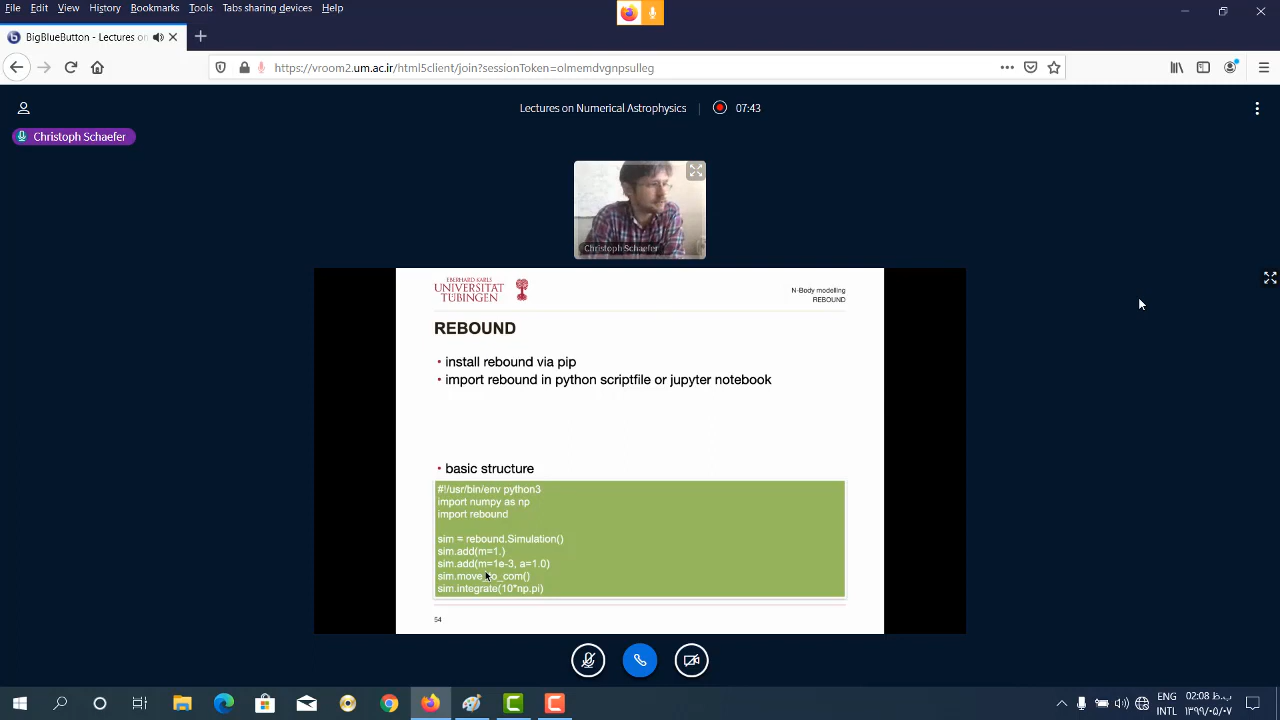 File Edit View History Bookmarks Tools Tab sharing devices Help
BigBlueButton - Lectures on
https://vroom2.um.ac.ir/html5client/join?sessionToken=olmemdvgnpsulleg
Lectures on Numerical Astrophysics 07:43
Christoph Schaefer
Christoph Schaefer
EBERHARD KARLS
UNIVERSITÄT
TÜBINGEN
N-Body modelling
REBOUND
REBOUND
• install rebound via pip
• import rebound in python scriptfile or jupyter notebook
• basic structure
#!/usr/bin/env python3
import numpy as np
import rebound
sim = rebound.Simulation()
sim.add(m=1.)
sim.add(m=1e-3, a=1.0)
sim.move_to_com()
sim.integrate(10*np.pi)
54
ENG
INTL
02:08 ب.ظ
۱۳۹۹/۰۵/۰۷